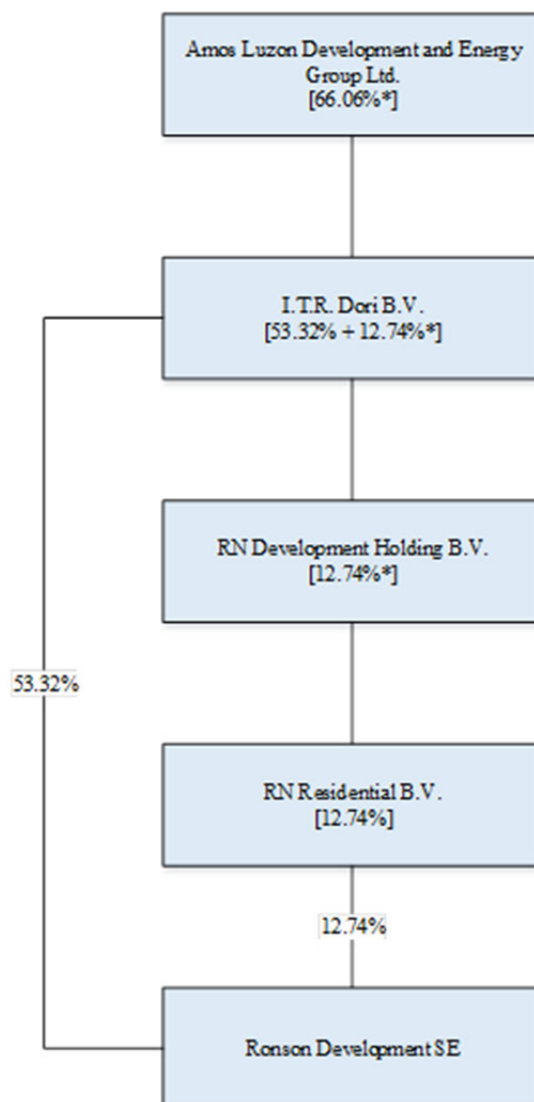 Amos Luzon Development and Energy
Group Ltd.
[66.06%*]
I.T.R. Dori B.V.
[53.32% + 12.74%*]
RN Development Holding B.V.
[12.74%*]
53.32%
RN Residential B.V.
[12.74%]
12.74%
Ronson Development SE